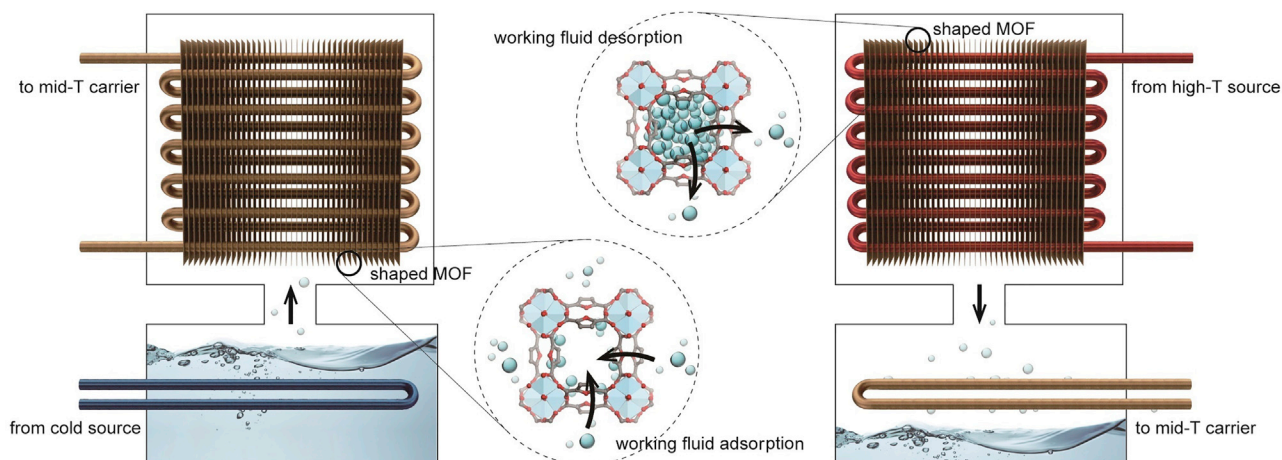 to mid-T carrier
shaped MOF
from cold source
working fluid desorption
working fluid adsorption
shaped MOF
from high-T source
to mid-T carrier